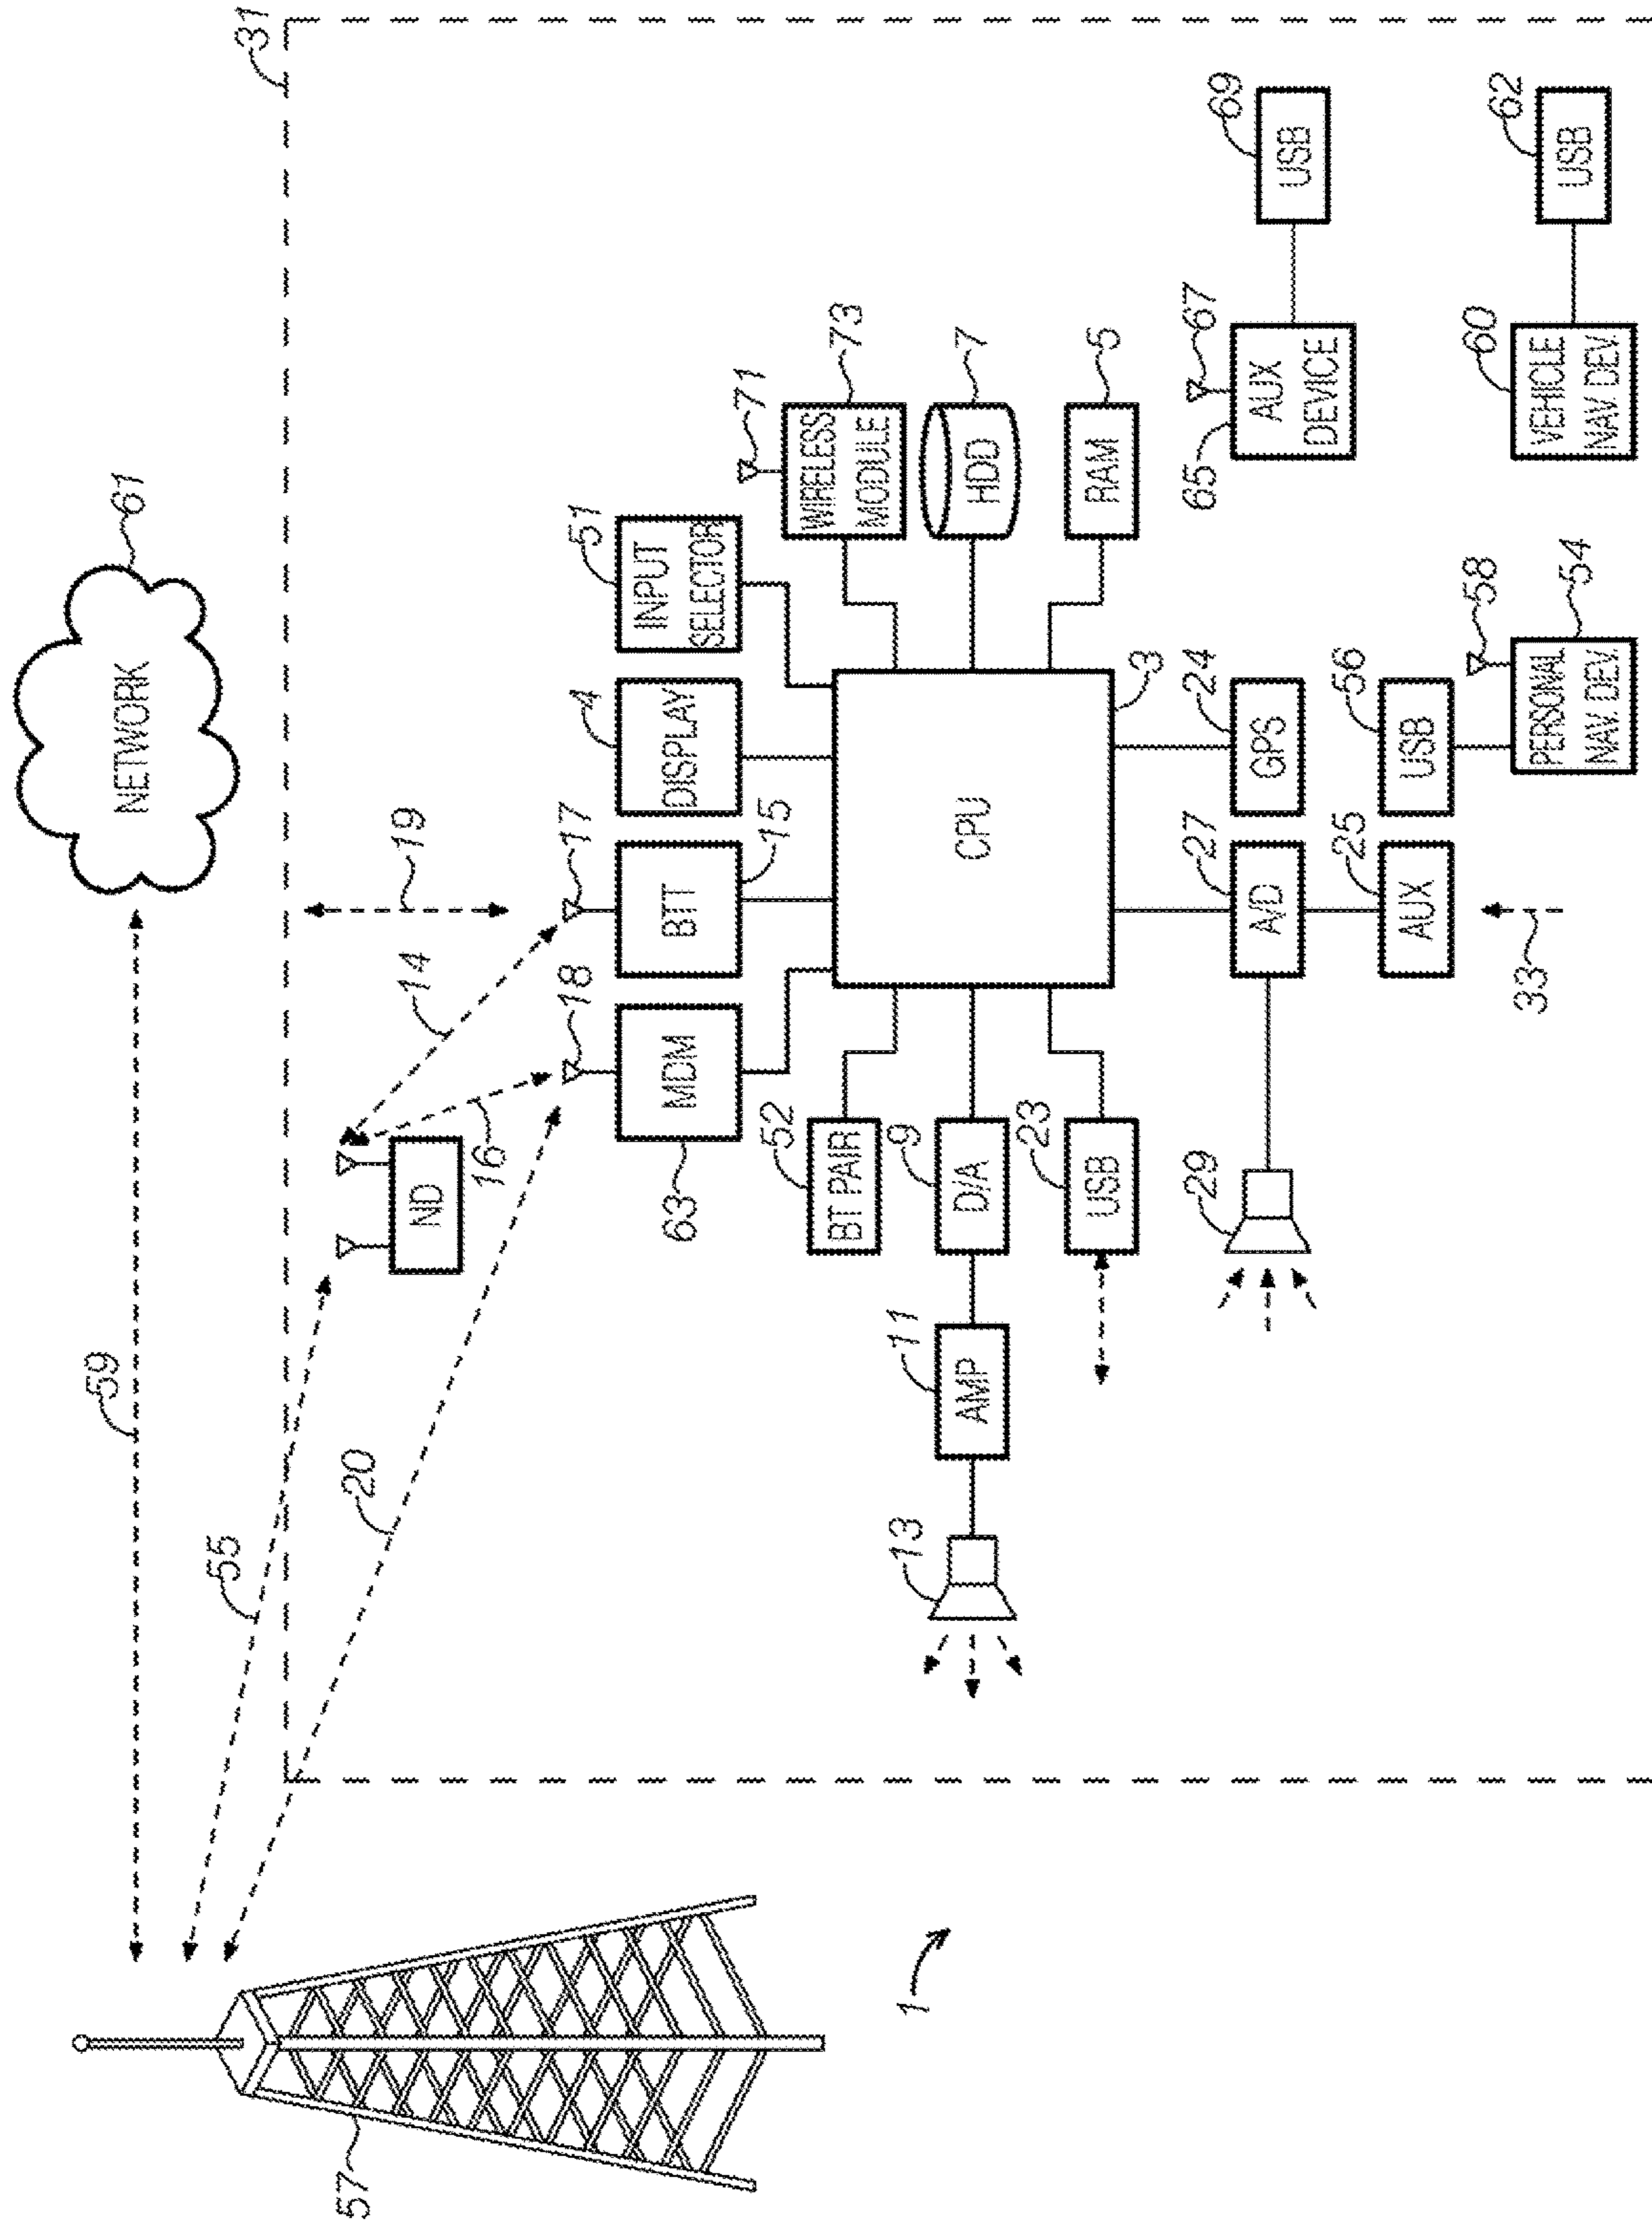 57
59
NETWORK
61
55
20
31
ND
16
14
19
63
MDM
18
BTT
17
15
DISPLAY
4
INPUT
SELECTOR
51
71
WIRELESS
MODULE
73
BT PAIR
52
13
AMP
11
D/A
9
CPU
3
HDD
7
USB
23
RAM
5
29
A/D
27
GPS
24
65
AUX
DEVICE
67
USB
69
33
AUX
25
USB
56
58
PERSONAL
NAV. DEV.
54
VEHICLE
NAV. DEV.
60
USB
62
1